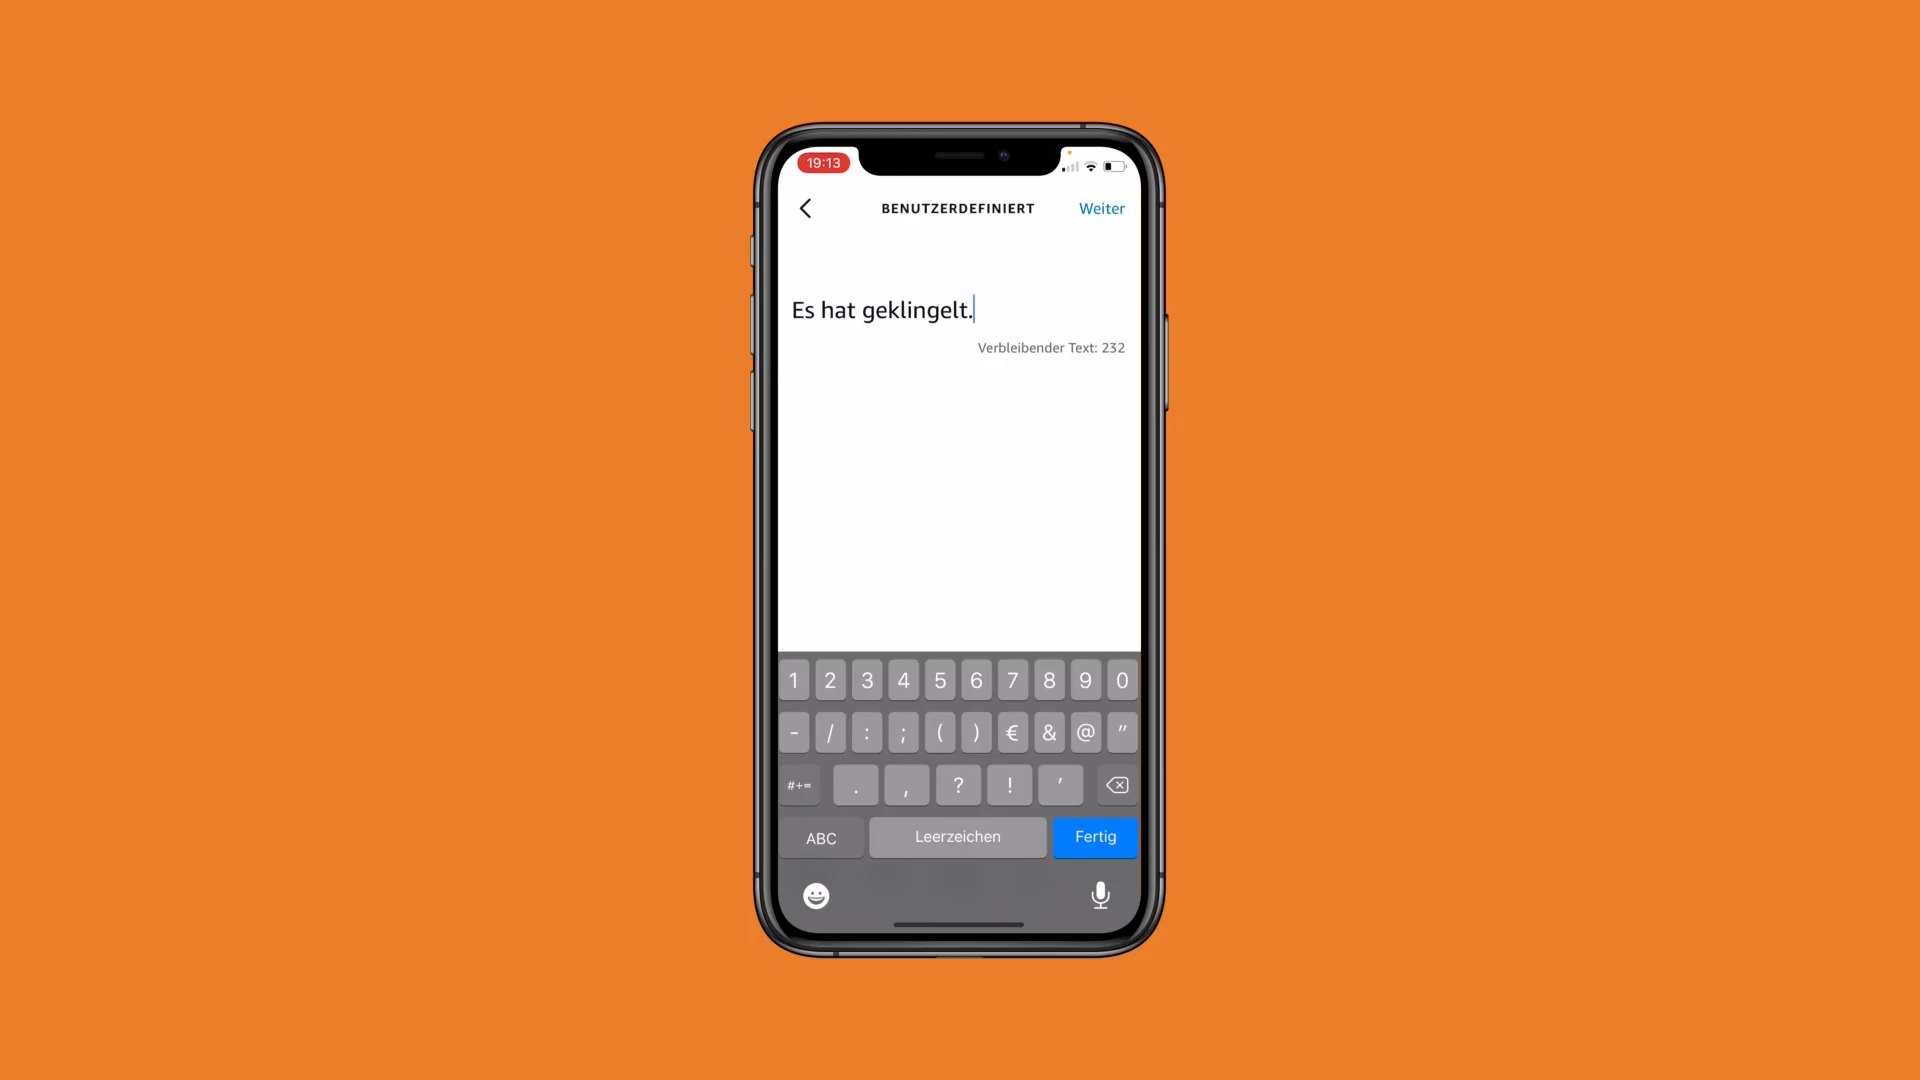 19:13
BENUTZERDEFINIERT Weiter
Es hat geklingelt.
Verbleibender Text: 232
1 2 3 4 5 6 7 8 9 0
- / : ; ( ) € & @ "
#+= . , ? ! '
ABC Leerzeichen Fertig